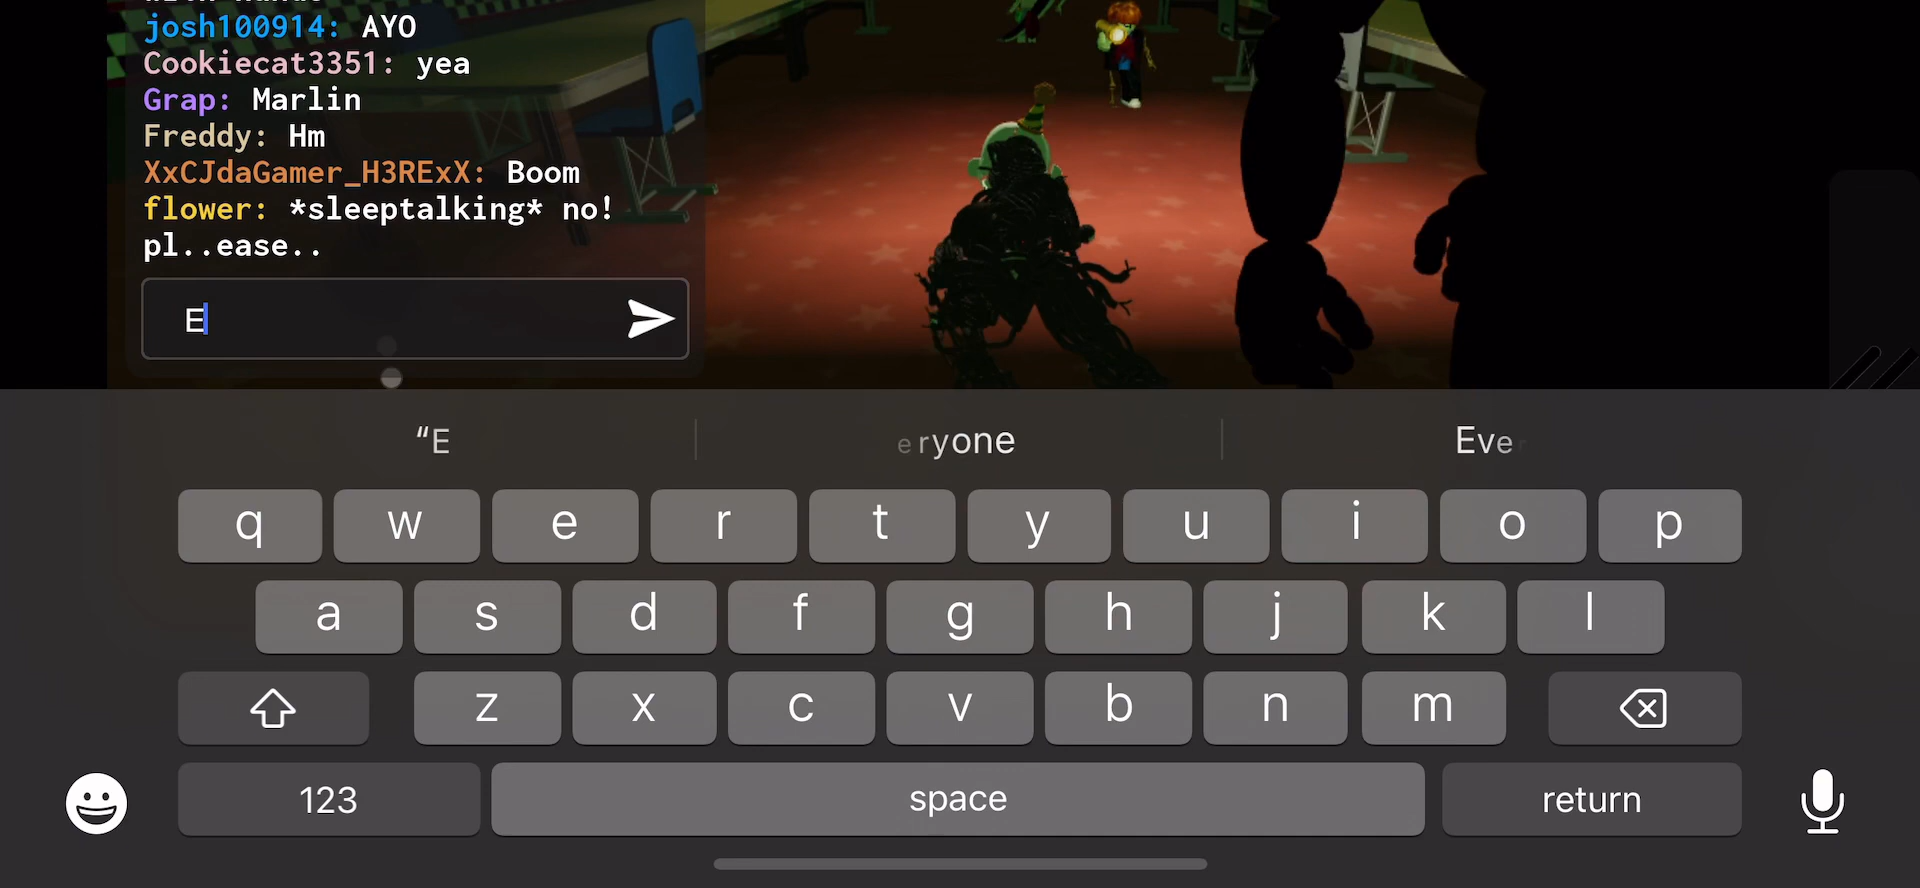 josh100914: AYO
Cookiecat3351: yea
Grap: Marlin
Freddy: Hm
XxCJdaGamer_H3RExX: Boom
flower: *sleeptalking* no!
pl..ease..
E
“E eryone Eve
q w e r t y u i o p
a s d f g h j k l
z x c v b n m
123 space return